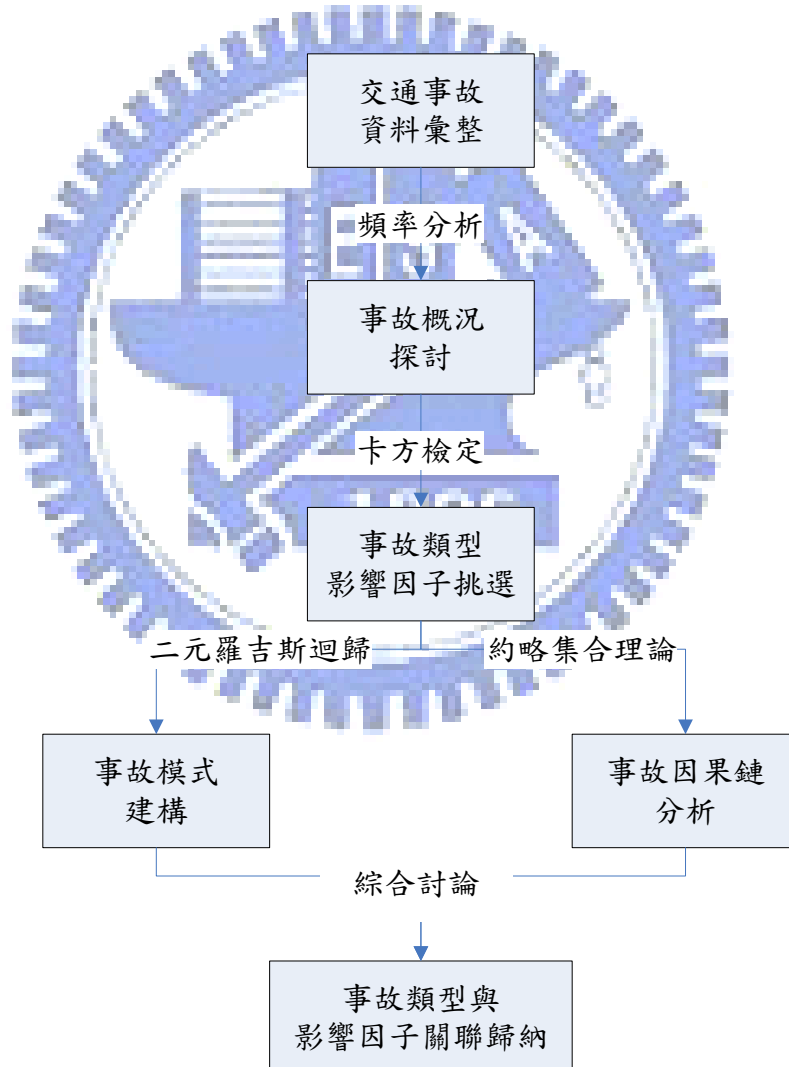 交通事故
資料彙整
頻率分析
事故概況
探討
卡方檢定
事故類型
影響因子挑選
二元羅吉斯迴歸
約略集合理論
事故模式
建構
事故因果鏈
分析
綜合討論
事故類型與
影響因子關聯歸納